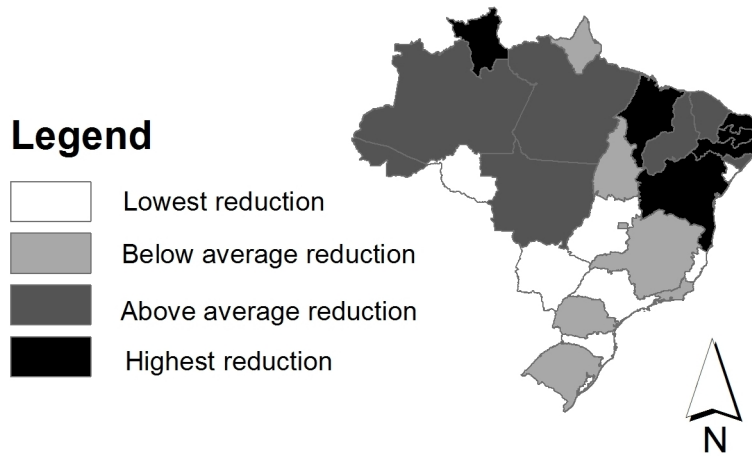 Legend
Lowest reduction
Below average reduction
Above average reduction
Highest reduction
N